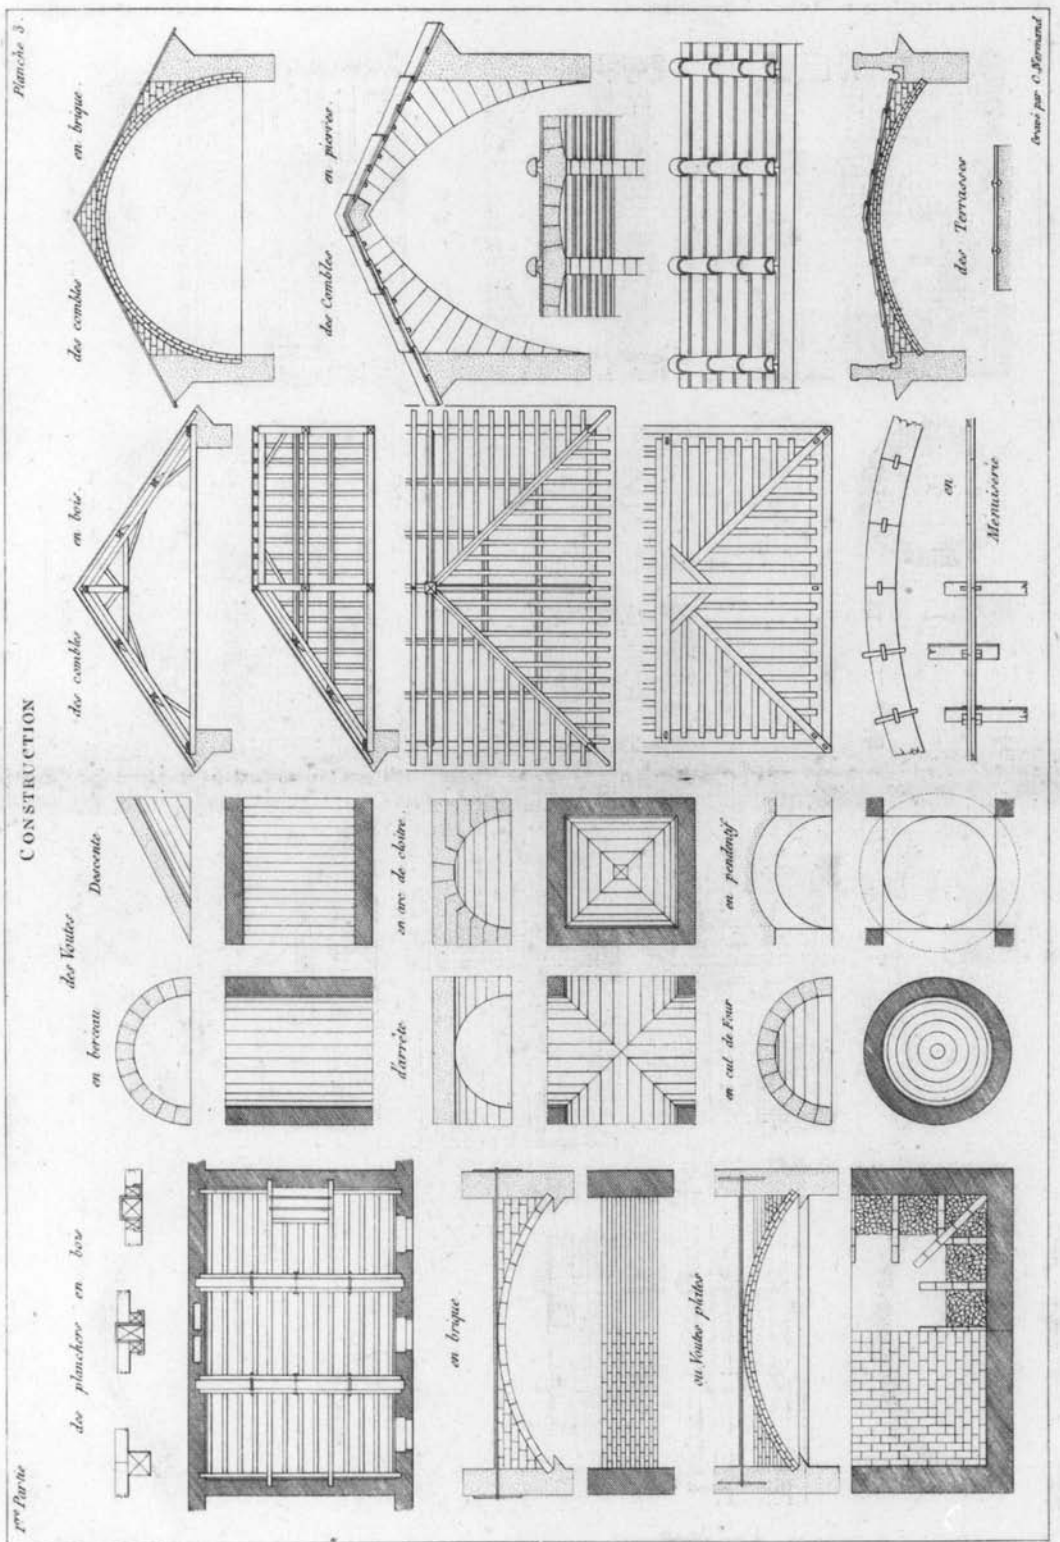 1ere Partie
CONSTRUCTION
Planche 3.
des planchers en bois
en brique.
ou Voutes plates
des Voutes
en berceau
Descente
d'arrête
en arc de cloître.
en cul de Four
en pendentif
des combles en bois.
en Menuiserie
des combles en brique.
des Combles en pierres
des Terrasses
Gravé par C. Normand